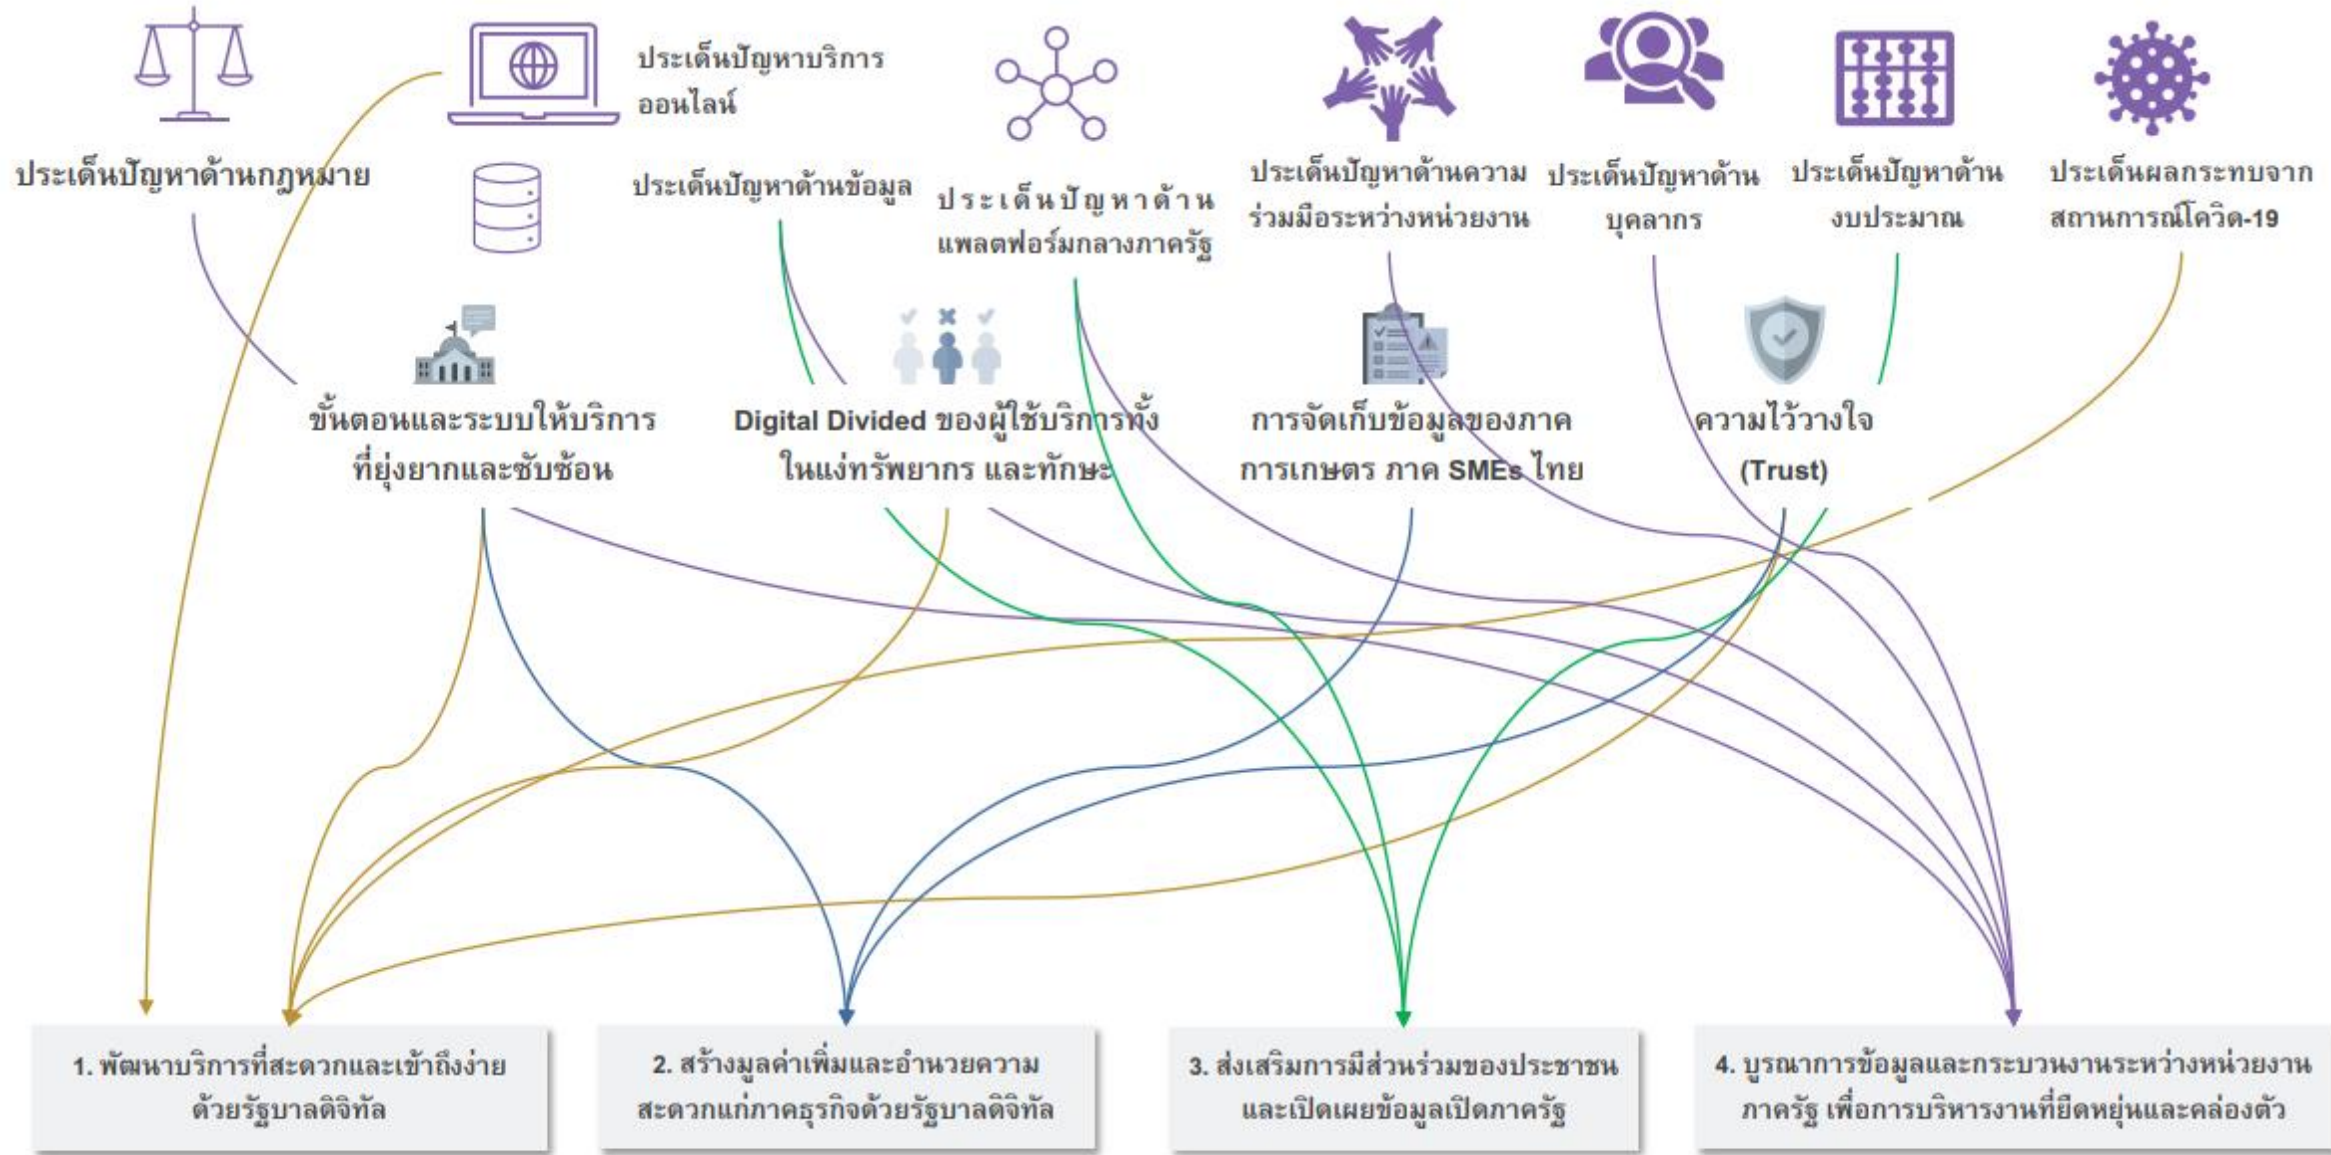 ประเด็นปัญหาด้านกฎหมาย
ประเด็นปัญหาบริการ
ออนไลน์
ประเด็นปัญหาด้านข้อมูล
ประเด็นปัญหาด้าน
แพลตฟอร์มกลางภาครัฐ
ประเด็นปัญหาด้านความ
ร่วมมือระหว่างหน่วยงาน
ประเด็นปัญหาด้าน
บุคลากร
ประเด็นปัญหาด้าน
งบประมาณ
ประเด็นผลกระทบจาก
สถานการณ์โควิด-19
ขั้นตอนและระบบให้บริการ
ที่ยุ่งยากและซับซ้อน
Digital Divided ของผู้ใช้บริการทั้ง
ในแง่ทรัพยากร และทักษะ
การจัดเก็บข้อมูลของภาค
การเกษตร ภาค SMEs ไทย
ความไว้วางใจ
(Trust)
1. พัฒนาบริการที่สะดวกและเข้าถึงง่าย
ด้วยรัฐบาลดิจิทัล
2. สร้างมูลค่าเพิ่มและอำนวยความ
สะดวกแก่ภาคธุรกิจด้วยรัฐบาลดิจิทัล
3. ส่งเสริมการมีส่วนร่วมของประชาชน
และเปิดเผยข้อมูลเปิดภาครัฐ
4. บูรณาการข้อมูลและกระบวนงานระหว่างหน่วยงาน
ภาครัฐ เพื่อการบริหารงานที่ยืดหยุ่นและคล่องตัว